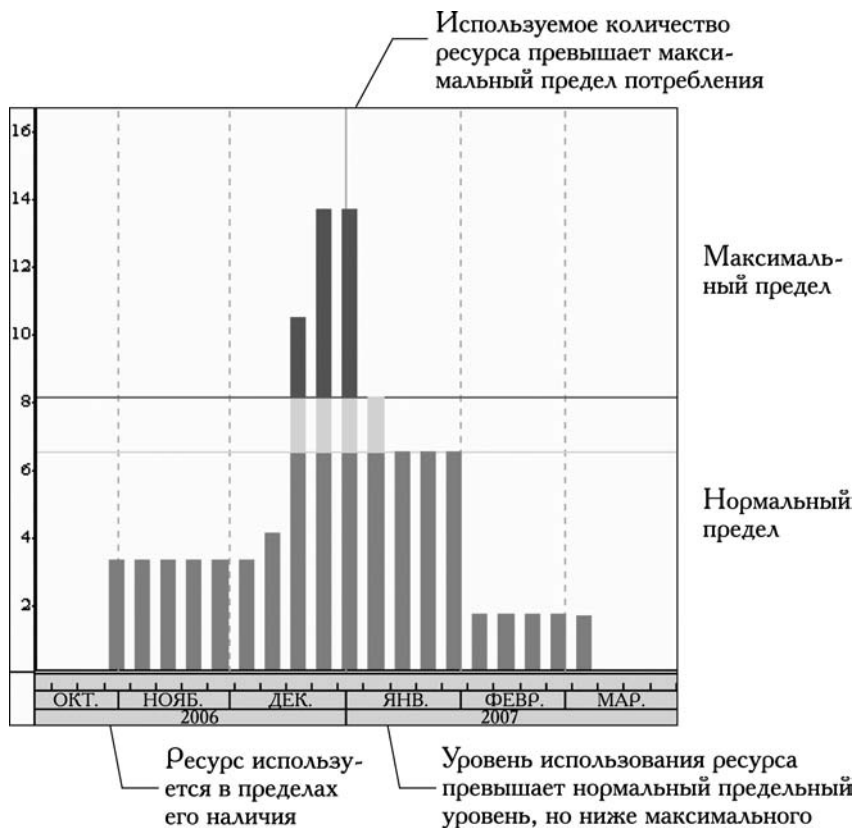 Используемое количество
ресурса превышает макси-
мальный предел потребления
16
14
12
10
8
6
4
2
Максималь-
ный предел
Нормальный
предел
ОКТ. НОЯБ. ДЕК. ЯНВ. ФЕВР. МАР.
2006 2007
Ресурс использу-
ется в пределах
его наличия
Уровень использования ресурса
превышает нормальный предельный
уровень, но ниже максимального